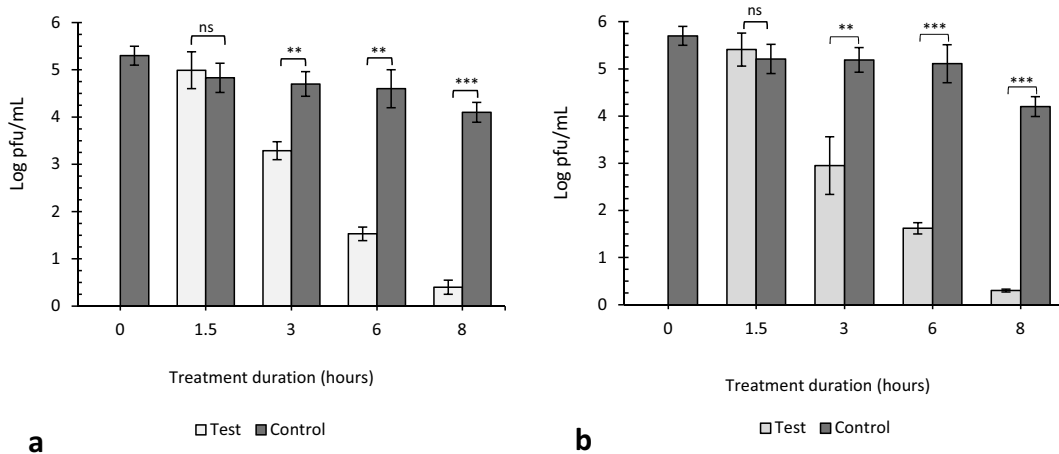 6
5
4
3
2
1
0
Log pfu/mL
ns
**
**
***
0 1.5 3 6 8
Treatment duration (hours)
Test Control
a
6
5
4
3
2
1
0
Log pfu/mL
ns
**
***
***
0 1.5 3 6 8
Treatment duration (hours)
Test Control
b